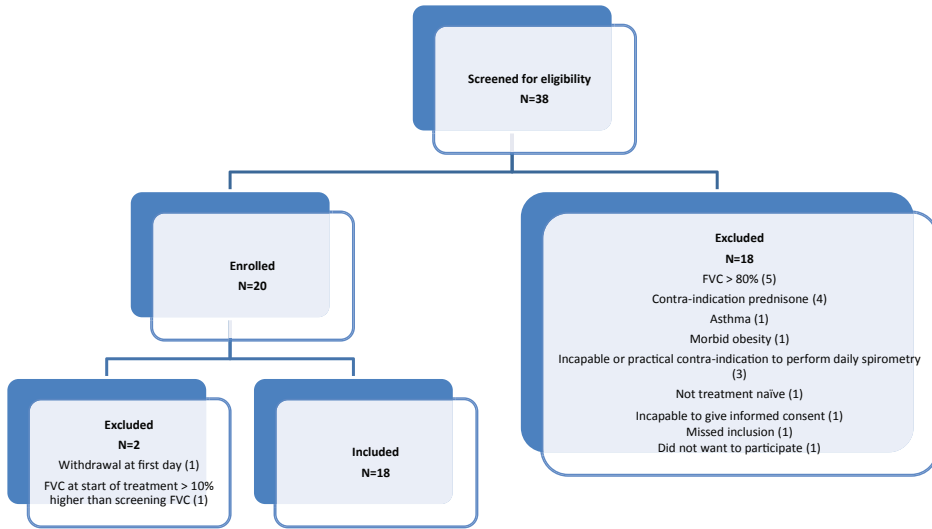 Screened for eligibility
N=38
Enrolled
N=20
Excluded
N=18
FVC > 80% (5)
Contra-indication prednisone (4)
Asthma (1)
Morbid obesity (1)
Incapable or practical contra-indication to perform daily spirometry
(3)
Not treatment naïve (1)
Incapable to give informed consent (1)
Missed inclusion (1)
Did not want to participate (1)
Excluded
N=2
Withdrawal at first day (1)
FVC at start of treatment > 10%
higher than screening FVC (1)
Included
N=18